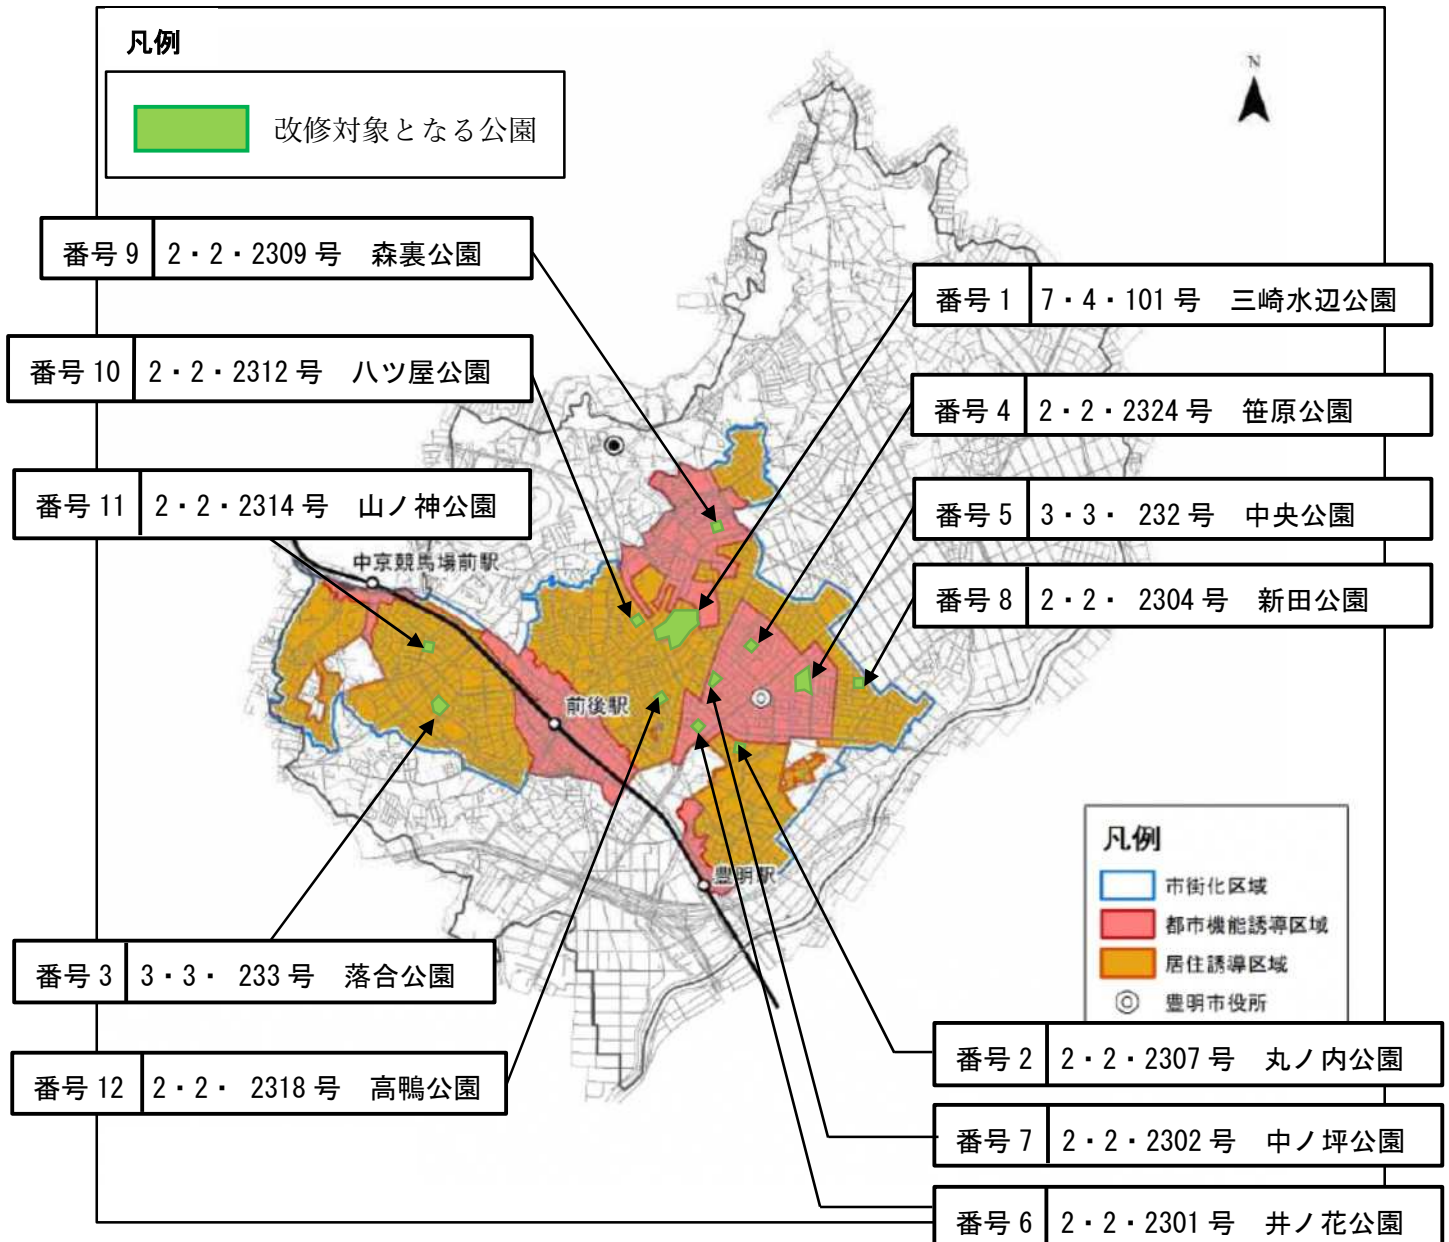 凡例
改修対象となる公園
N
番号 9 2・2・2309 号 森裏公園
番号 1 7・4・101 号 三崎水辺公園
番号 10 2・2・2312 号 八ツ屋公園
番号 4 2・2・2324 号 笹原公園
番号 11 2・2・2314 号 山ノ神公園
番号 5 3・3・ 232 号 中央公園
中京競馬場前駅
番号 8 2・2・ 2304 号 新田公園
前後駅
豊明駅
番号 3 3・3・ 233 号 落合公園
番号 12 2・2・ 2318 号 高鴨公園
凡例
市街化区域
都市機能誘導区域
居住誘導区域
豊明市役所
番号 2 2・2・2307 号 丸ノ内公園
番号 7 2・2・2302 号 中ノ坪公園
番号 6 2・2・2301 号 井ノ花公園